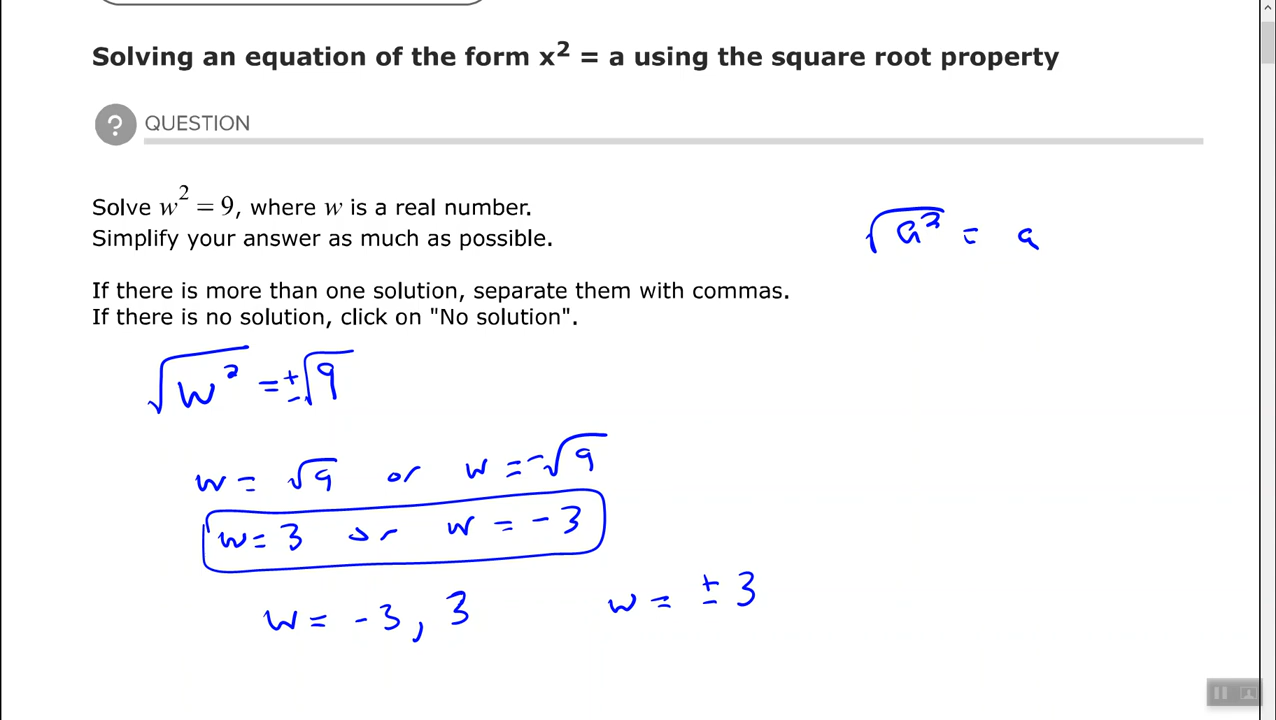 Solving an equation of the form x² = a using the square root property
? QUESTION
Solve w² = 9, where w is a real number.
Simplify your answer as much as possible.
√a² = a
If there is more than one solution, separate them with commas.
If there is no solution, click on "No solution".
√w² = ±√9
w = √9 or w = -√9
w = 3 or w = -3
w = -3, 3
w = ±3